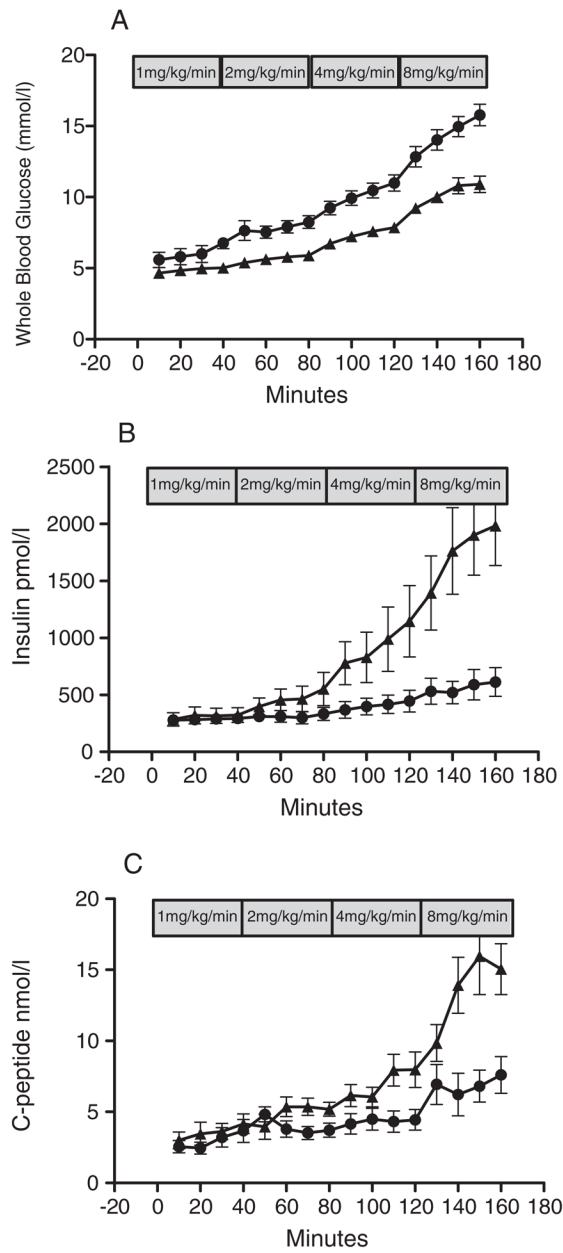 A
1mg/kg/min 2mg/kg/min 4mg/kg/min 8mg/kg/min
Whole Blood Glucose (mmol/l)
20
15
10
5
0
-20 0 20 40 60 80 100 120 140 160 180
Minutes
B
1mg/kg/min 2mg/kg/min 4mg/kg/min 8mg/kg/min
Insulin pmol/l
2500
2000
1500
1000
500
0
-20 0 20 40 60 80 100 120 140 160 180
Minutes
C
1mg/kg/min 2mg/kg/min 4mg/kg/min 8mg/kg/min
C-peptide nmol/l
20
15
10
5
0
20 0 20 40 60 80 100 120 140 160 180
Minutes